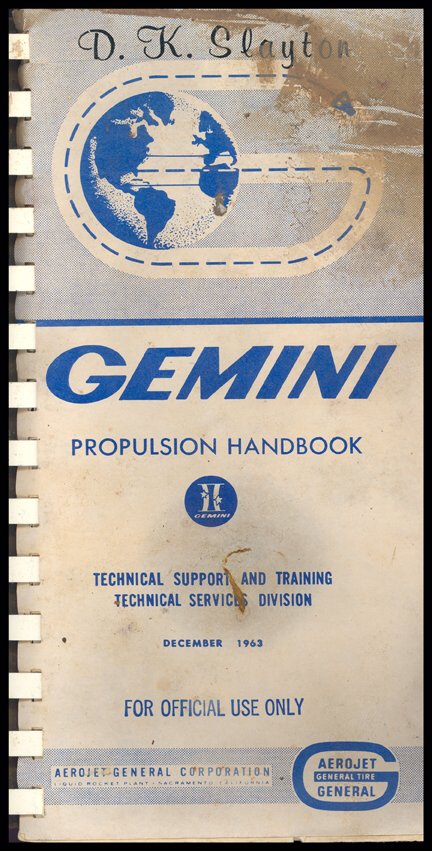 D. K. Slayton
GEMINI
PROPULSION HANDBOOK
II
GEMINI
TECHNICAL SUPPORT AND TRAINING
TECHNICAL SERVICES DIVISION
DECEMBER 1963
FOR OFFICIAL USE ONLY
AEROJET-GENERAL CORPORATION
LIQUID ROCKET PLANT - SACRAMENTO, CALIFORNIA
AEROJET
GENERAL TIRE
GENERAL